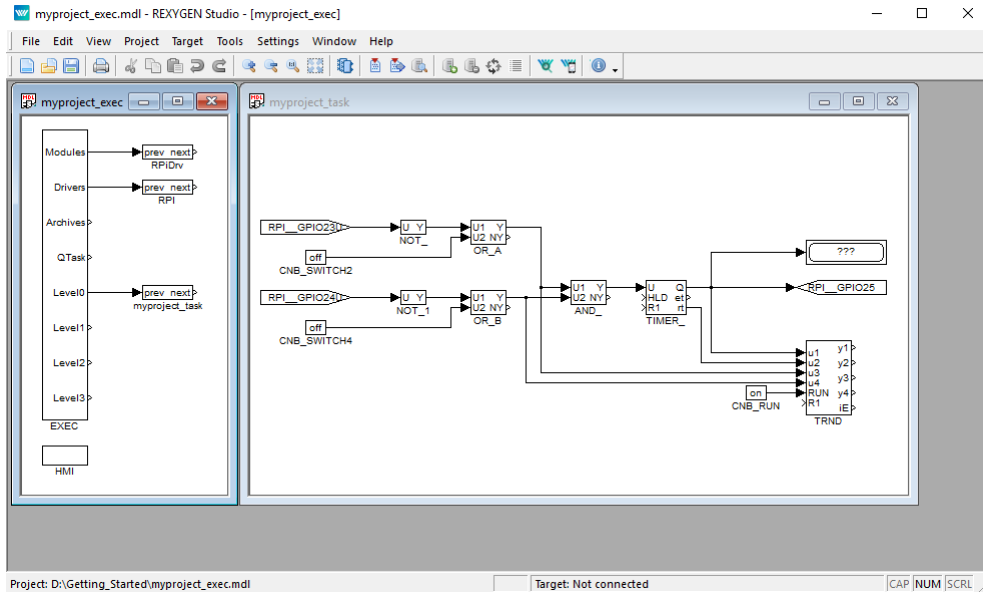 myproject_exec.mdl - REXYGEN Studio - [myproject_exec]
File Edit View Project Target Tools Settings Window Help
myproject_exec
Modules
prev next
RPiDrv
Drivers
prev next
RPI
Archives
QTask
Level0
prev next
myproject_task
Level1
Level2
Level3
EXEC
HMI
myproject_task
RPI__GPIO23U
U Y
NOT_
U1 Y
U2 NY
OR_A
off
CNB_SWITCH2
RPI__GPIO24U
U Y
NOT_1
U1 Y
U2 NY
OR_B
off
CNB_SWITCH4
U1 Y
U2 NY
AND_
U Q
HLD et
R1 rt
TIMER_
???
RPI__GPIO25
on
CNB_RUN
u1 y1
u2 y2
u3 y3
u4 y4
RUN
R1 iE
TRND
Project: D:\Getting_Started\myproject_exec.mdl
Target: Not connected
CAP NUM SCRL